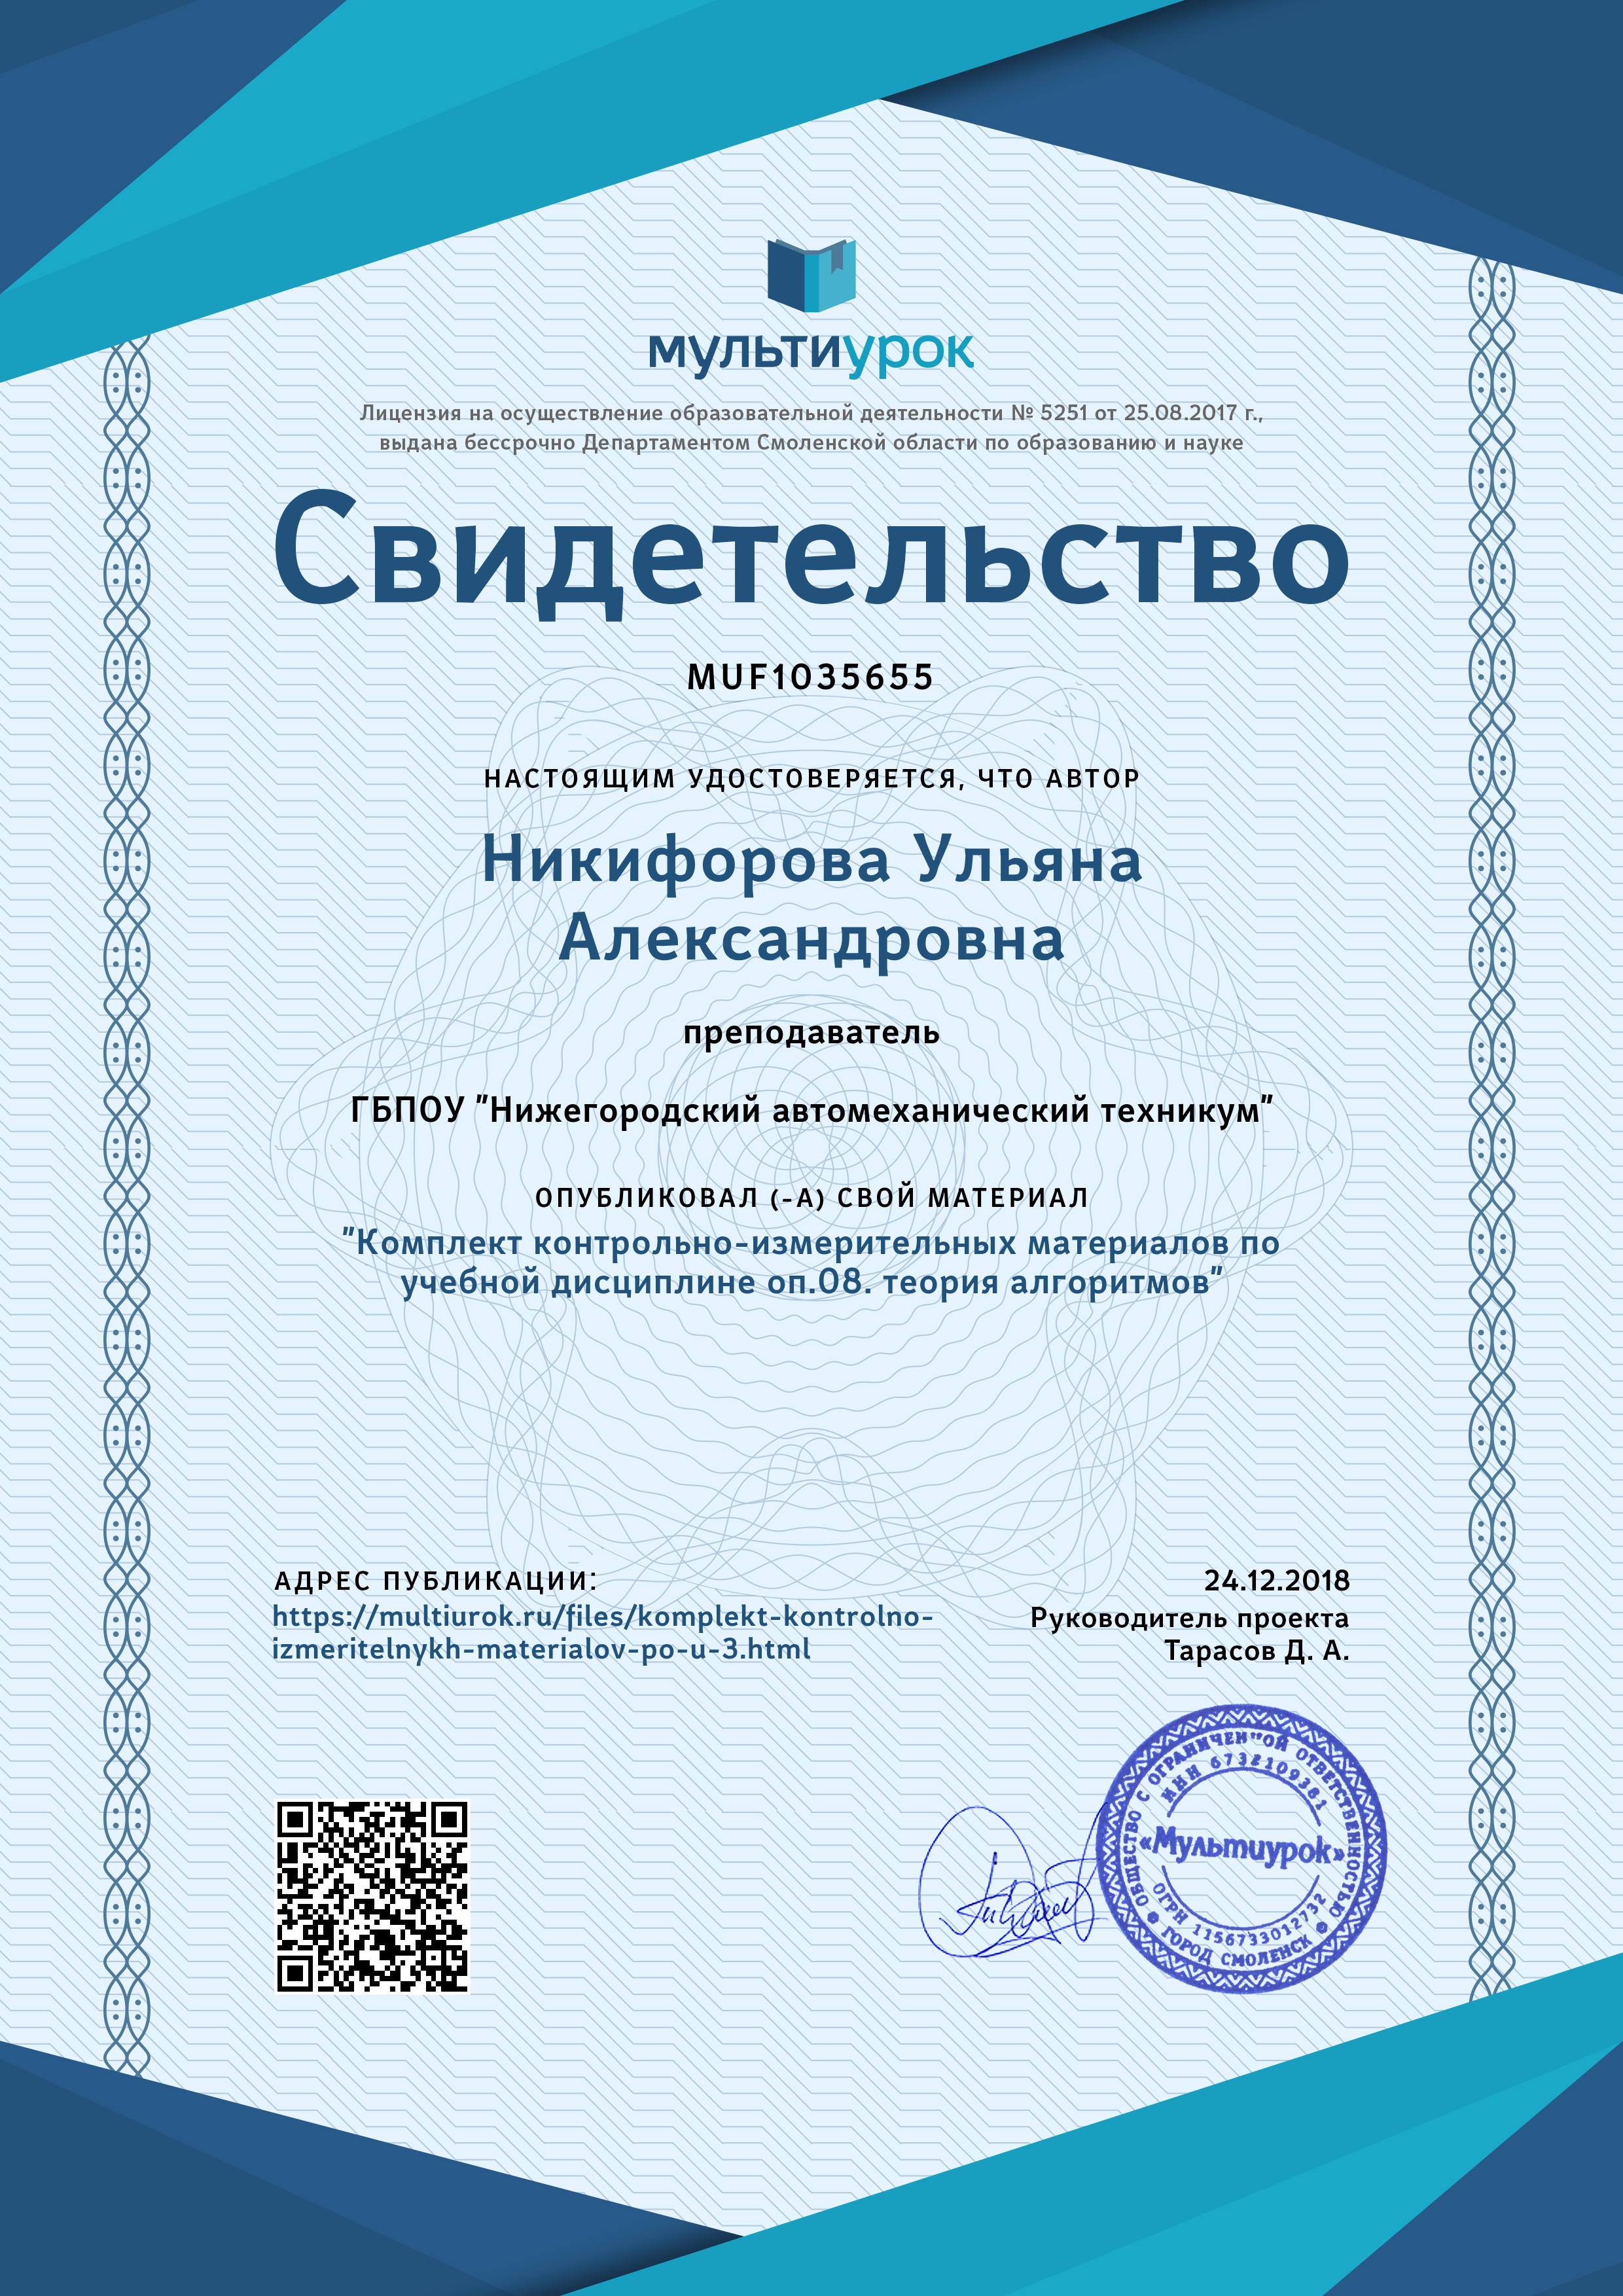 мультиурок
Лицензия на осуществление образовательной деятельности № 5251 от 25.08.2017 г.,
выдана бессрочно Департаментом Смоленской области по образованию и науке
Свидетельство
MUF1035655
НАСТОЯЩИМ УДОСТОВЕРЯЕТСЯ, ЧТО АВТОР
Никифорова Ульяна
Александровна
преподаватель
ГБПОУ "Нижегородский автомеханический техникум"
ОПУБЛИКОВАЛ (-А) СВОЙ МАТЕРИАЛ
"Комплект контрольно-измерительных материалов по
учебной дисциплине оп.08. теория алгоритмов"
АДРЕС ПУБЛИКАЦИИ:
https://multiurok.ru/files/komplekt-kontrolno-
izmeritelnykh-materialov-po-u-3.html
24.12.2018
Руководитель проекта
Тарасов Д. А.
ОБЩЕСТВО С ОГРАНИЧЕННОЙ ОТВЕТСТВЕННОСТЬЮ
ИНН 6732109381
«Мультиурок»
ОГРН 1156733012732
ГОРОД СМОЛЕНСК